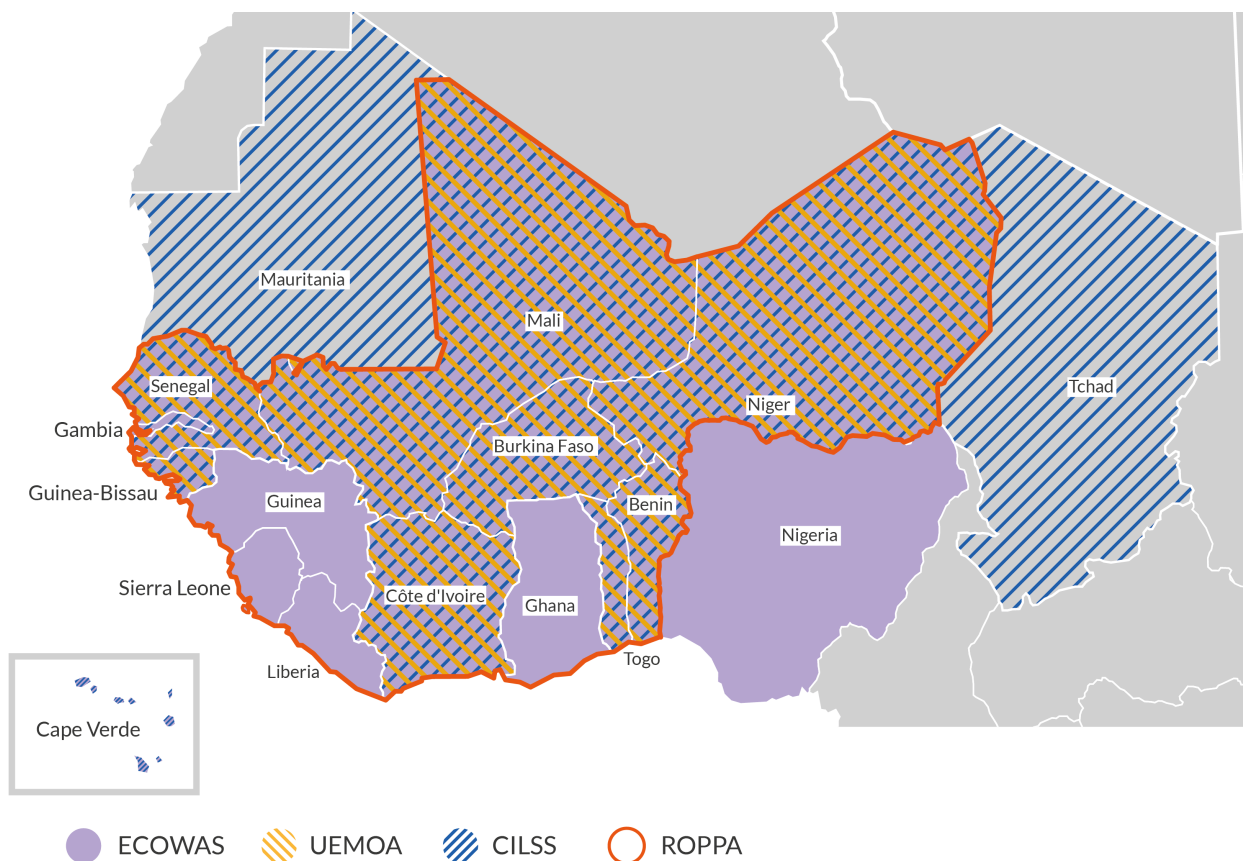 Mauritania
Mali
Senegal
Tchad
Niger
Gambia
Burkina Faso
Guinea-Bissau
Guinea
Benin
Nigeria
Sierra Leone
Côte d'Ivoire
Ghana
Liberia
Togo
Cape Verde
ECOWAS
UEMOA
CILSS
ROPPA